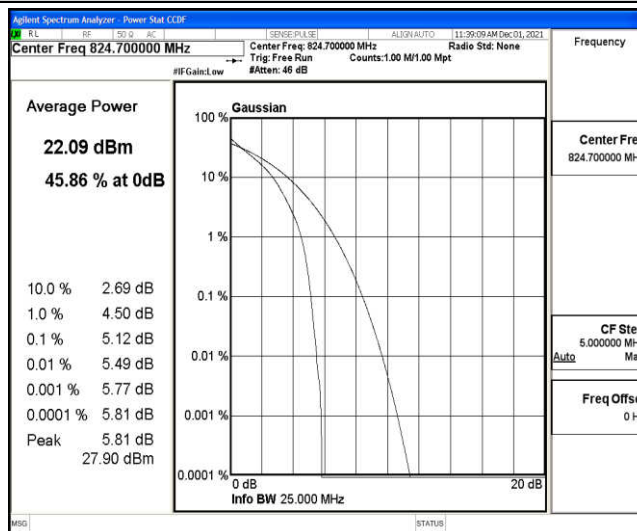 Agilent Spectrum Analyzer - Power Stat CCDF
RL RF 50 Ω AC SENSE:PULSE ALIGN AUTO 11:39:09 AM Dec 01, 2021
Center Freq 824.700000 MHz
Center Freq: 824.700000 MHz Radio Std: None
Trig: Free Run Counts:1.00 M/1.00 Mpt
#IFGain:Low #Atten: 46 dB
Frequency
Average Power
22.09 dBm
45.86 % at 0dB
10.0 % 2.69 dB
1.0 % 4.50 dB
0.1 % 5.12 dB
0.01 % 5.49 dB
0.001 % 5.77 dB
0.0001 % 5.81 dB
Peak 5.81 dB
27.90 dBm
Gaussian
100 %
10 %
1 %
0.1 %
0.01 %
0.001 %
0.0001 %
0 dB 20 dB
Info BW 25.000 MHz
Center Fre
824.700000 MH
CF Ste
5.000000 MH
Auto Ma
Freq Offse
0 H
MSG STATUS